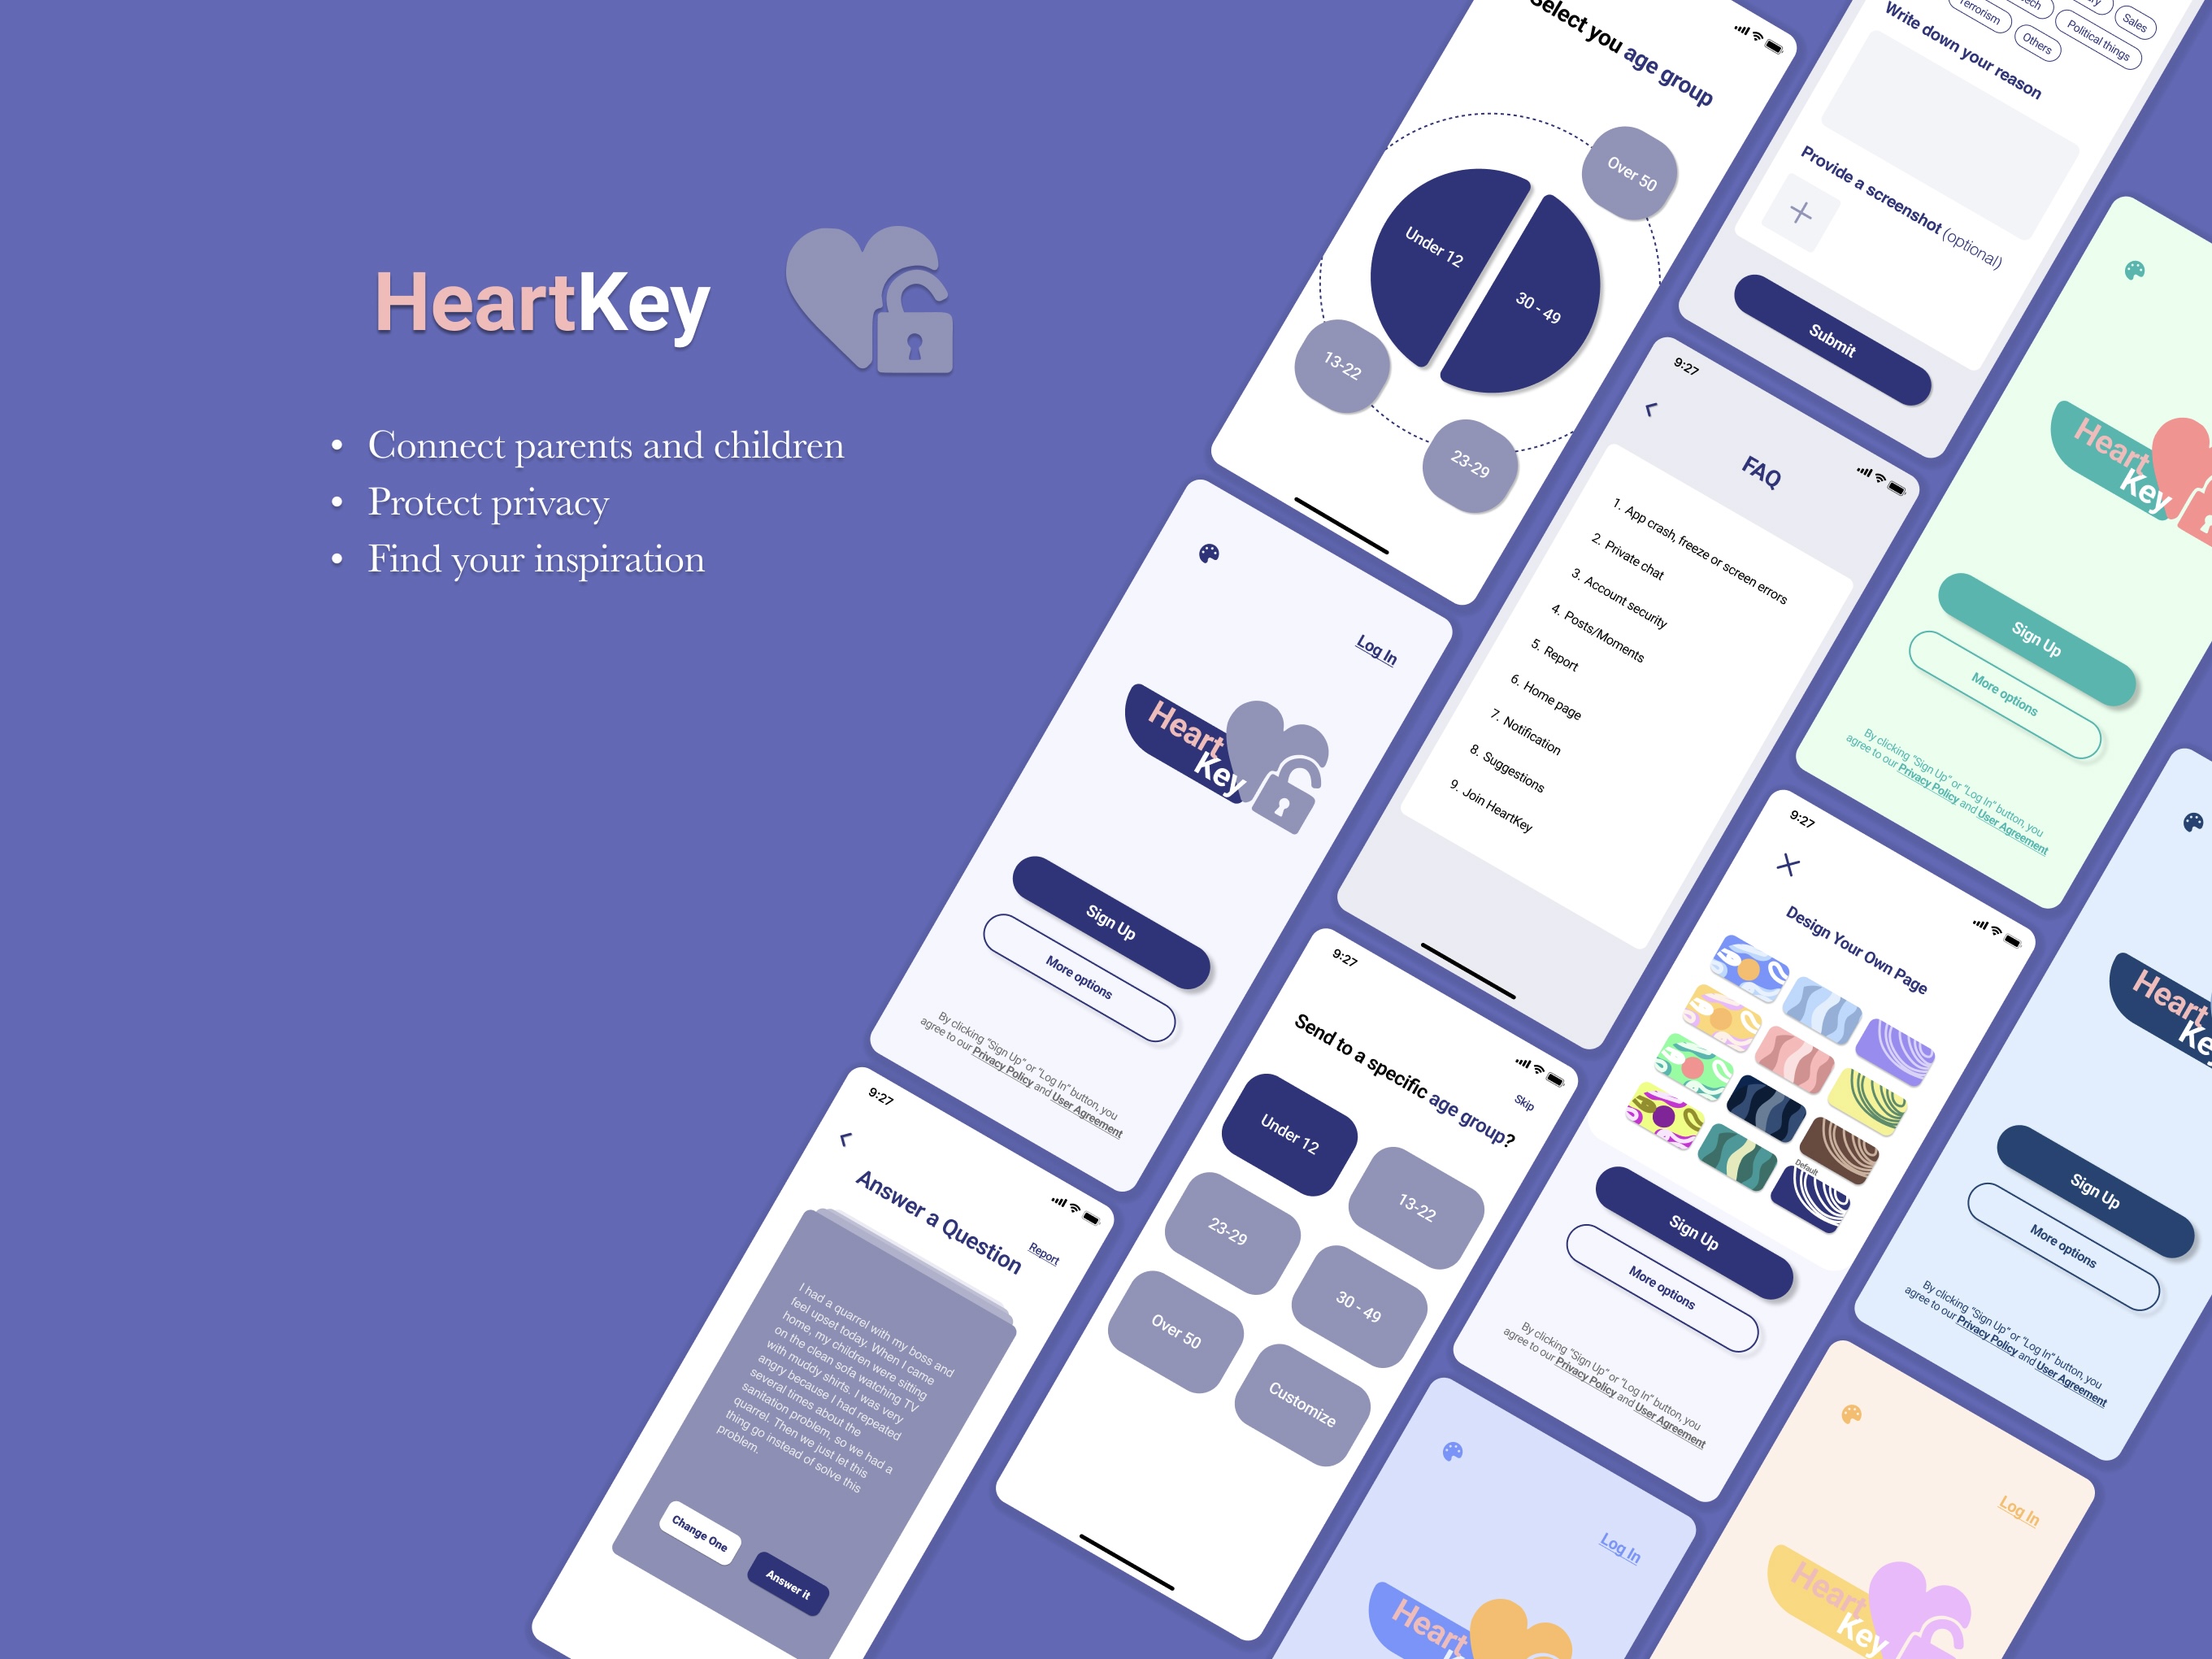 HeartKey
• Connect parents and children
• Protect privacy
• Find your inspiration
Select you age group
Over 50
Under 12
30 - 49
13-22
23-29
Sales
Terrorism
Others
Political things
Write down your reason
Provide a screenshot (optional)
Submit
Log In
Heart
Key
Sign Up
More options
By clicking "Sign Up" or "Log In" button, you
agree to our Privacy Policy and User Agreement
9:27
FAQ
1. App crash, freeze or screen errors
2. Private chat
3. Account security
4. Posts/Moments
5. Report
6. Home page
7. Notification
8. Suggestions
9. Join HeartKey
Heart
Key
Sign Up
More options
By clicking "Sign Up" or "Log In" button, you
agree to our Privacy Policy and User Agreement
9:27
Answer a Question
Report
I had a quarrel with my boss and
feel upset today. When I came
home, my children were sitting
on the clean sofa watching TV
with muddy shirts. I was very
angry because I had repeated
several times about the
sanitation problem, so we had a
quarrel. Then we just let this
thing go instead of solve this
problem.
Change One
Answer it
9:27
Skip
Send to a specific age group?
Under 12
13-22
23-29
30 - 49
Over 50
Customize
9:27
Design Your Own Page
Default
Sign Up
More options
By clicking "Sign Up" or "Log In" button, you
agree to our Privacy Policy and User Agreement
Heart
Sign Up
More options
By clicking "Sign Up" or "Log In" button, you
agree to our Privacy Policy and User Agreement
Log In
Heart
Log In
Heart
Key